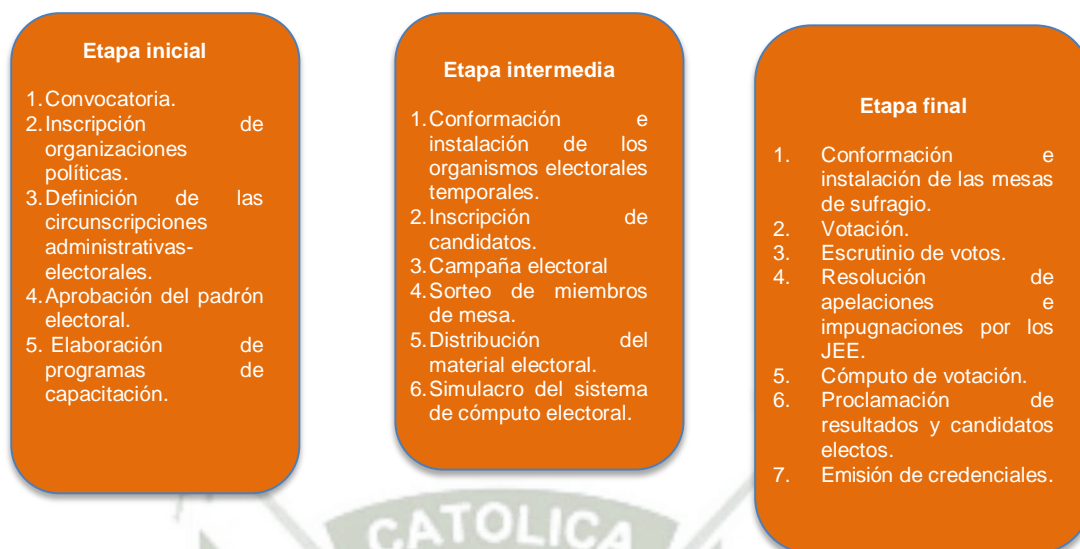 Etapa inicial
1.Convocatoria.
2.Inscripción de
organizaciones
políticas.
3.Definición de las
circunscripciones
administrativas-
electorales.
4.Aprobación del padrón
electoral.
5. Elaboración de
programas de
capacitación.
Etapa intermedia
1.Conformación e
instalación de los
organismos electorales
temporales.
2.Inscripción de
candidatos.
3.Campaña electoral
4.Sorteo de miembros
de mesa.
5.Distribución del
material electoral.
6.Simulacro del sistema
de cómputo electoral.
Etapa final
1. Conformación e
instalación de las mesas
de sufragio.
2. Votación.
3. Escrutinio de votos.
4. Resolución de
apelaciones e
impugnaciones por los
JEE.
5. Cómputo de votación.
6. Proclamación de
resultados y candidatos
electos.
7. Emisión de credenciales.
CATOLICA